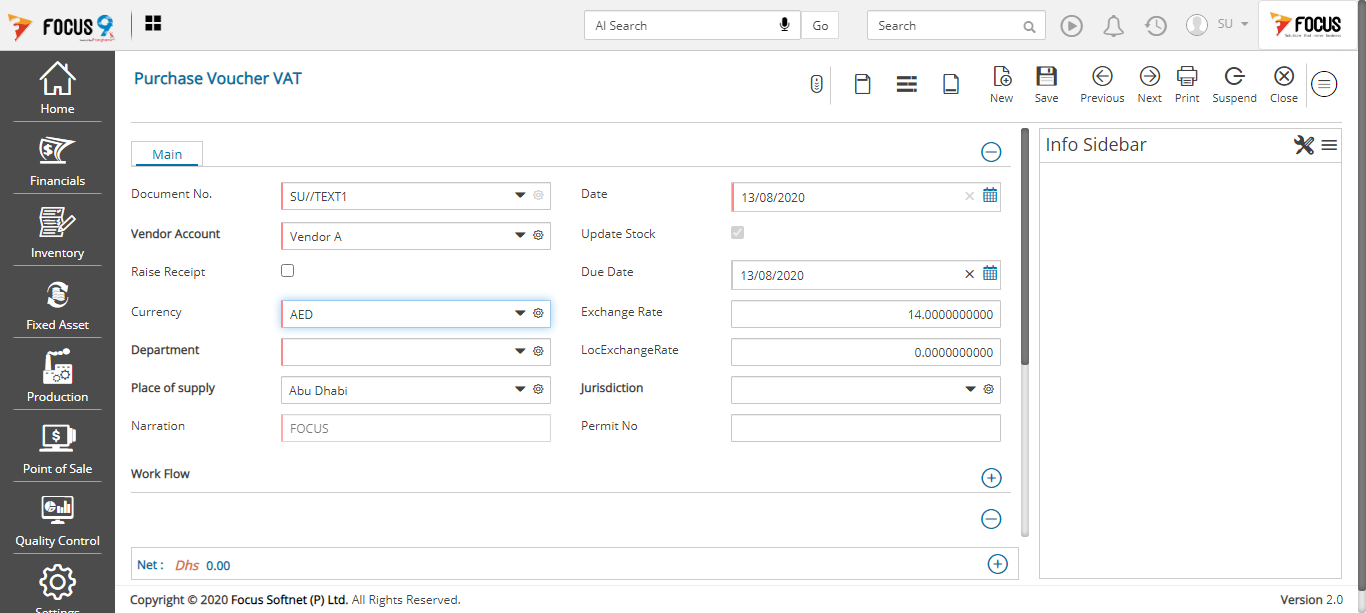 FOCUS 9
AI Search
Go
Search
SU
FOCUS
Home
Financials
Inventory
Fixed Asset
Production
Point of Sale
Quality Control
Settings
Purchase Voucher VAT
New
Save
Previous
Next
Print
Suspend
Close
Main
Document No.
SU//TEXT1
Date
13/08/2020
Vendor Account
Vendor A
Update Stock
Raise Receipt
Due Date
13/08/2020
Currency
AED
Exchange Rate
14.0000000000
Department
LocExchangeRate
0.0000000000
Place of supply
Abu Dhabi
Jurisdiction
Narration
FOCUS
Permit No
Work Flow
Net : Dhs 0.00
Info Sidebar
Copyright © 2020 Focus Softnet (P) Ltd. All Rights Reserved.
Version 2.0